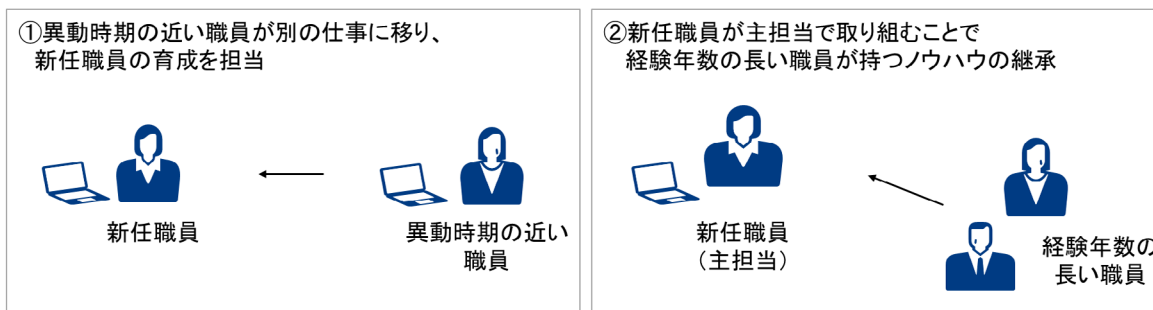 ①異動時期の近い職員が別の仕事に移り、
新任職員の育成を担当
新任職員
異動時期の近い
職員
②新任職員が主担当で取り組むことで
経験年数の長い職員が持つノウハウの継承
新任職員
（主担当）
経験年数の
長い職員